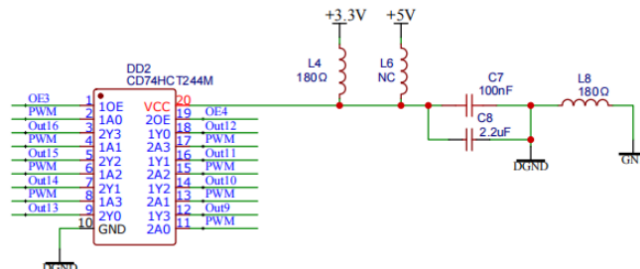 +3.3V +5V
L4
180Ω
L6
NC
C7
100nF
L8
180Ω
C8
2.2uF
DGND
DD2
CD74HCT244M
OE3 1 1OE VCC 20
PWM 2 1A0 2OE 19 OE4
Out16 3 2Y3 1Y0 18 Out12
PWM 4 1A1 2A3 17 PWM
Out15 5 2Y2 1Y1 16 Out11
PWM 6 1A2 2A2 15 PWM
Out14 7 2Y1 1Y2 14 Out10
PWM 8 1A3 2A1 13 PWM
Out13 9 2Y0 1Y3 12 Out9
10 GND 2A0 11 PWM
DGND